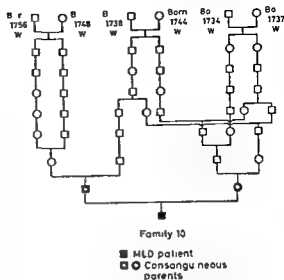 B r B B Born Bo Bo
1756 1748 1738 1744 1734 1737
W W W W W W
Family 10
MLD patient
Consangu neous
parents